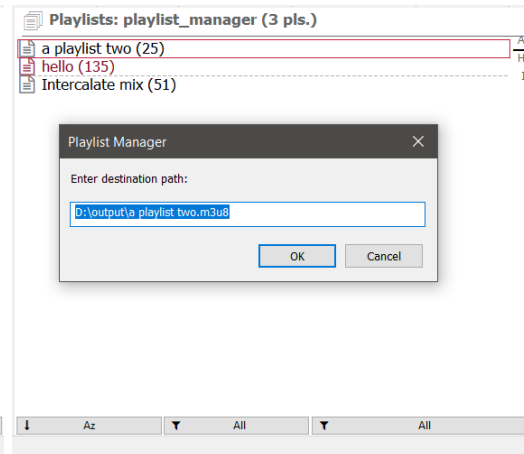 Playlists: playlist_manager (3 pls.)
a playlist two (25)
A
hello (135)
H
Intercalate mix (51)
Playlist Manager
Enter destination path:
D:\output\a playlist two.m3u8
OK
Cancel
Az
All
All